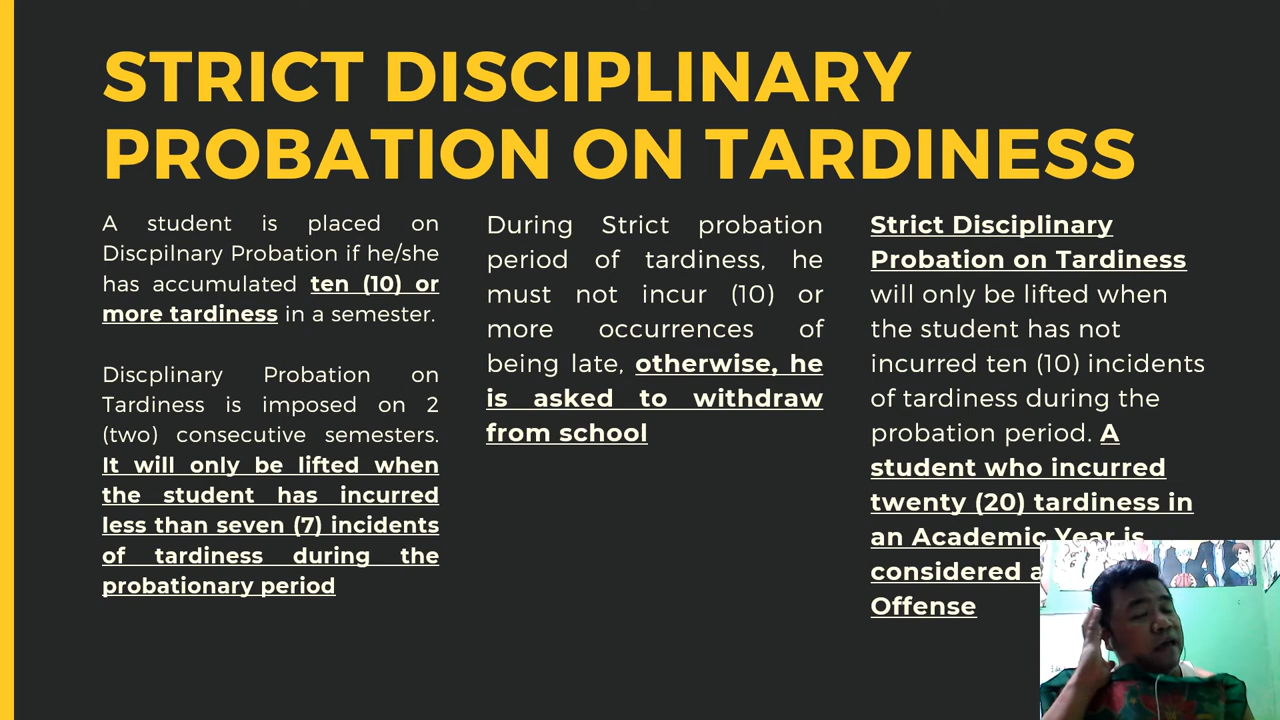 STRICT DISCIPLINARY
PROBATION ON TARDINESS
A student is placed on
Discpilnary Probation if he/she
has accumulated ten (10) or
more tardiness in a semester.
Discplinary Probation on
Tardiness is imposed on 2
(two) consecutive semesters.
It will only be lifted when
the student has incurred
less than seven (7) incidents
of tardiness during the
probationary period
During Strict probation
period of tardiness, he
must not incur (10) or
more occurrences of
being late, otherwise, he
is asked to withdraw
from school
Strict Disciplinary
Probation on Tardiness
will only be lifted when
the student has not
incurred ten (10) incidents
of tardiness during the
probation period. A
student who incurred
twenty (20) tardiness in
an Academic Year is
considered
Offense